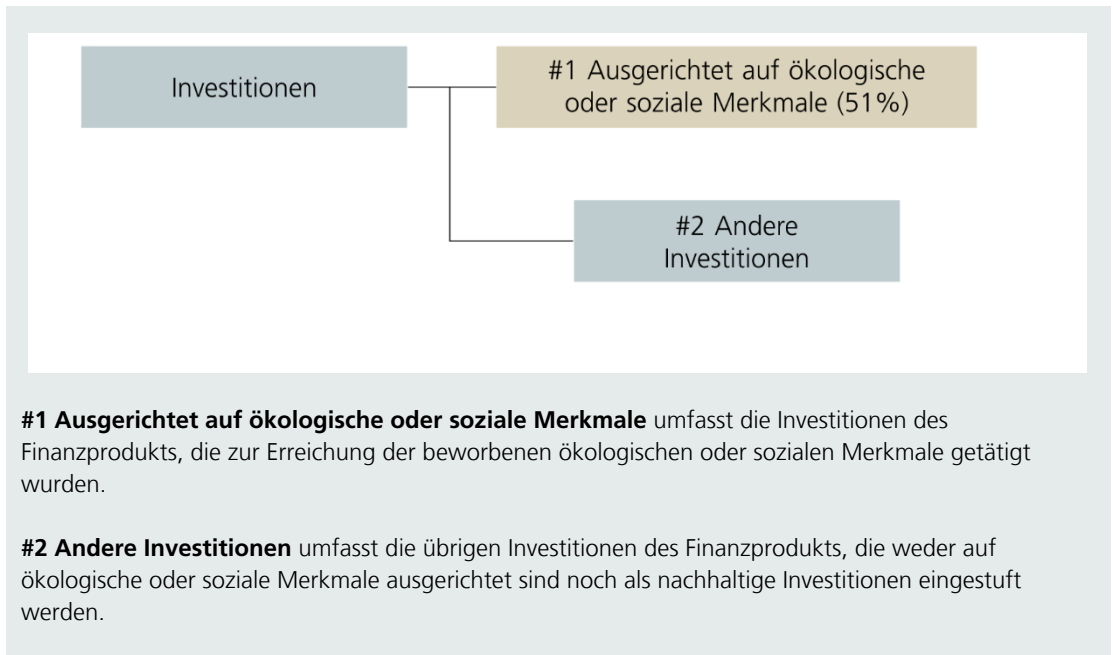 Investitionen
#1 Ausgerichtet auf ökologische
oder soziale Merkmale (51%)
#2 Andere
Investitionen
#1 Ausgerichtet auf ökologische oder soziale Merkmale umfasst die Investitionen des
Finanzprodukts, die zur Erreichung der beworbenen ökologischen oder sozialen Merkmale getätigt
wurden.
#2 Andere Investitionen umfasst die übrigen Investitionen des Finanzprodukts, die weder auf
ökologische oder soziale Merkmale ausgerichtet sind noch als nachhaltige Investitionen eingestuft
werden.